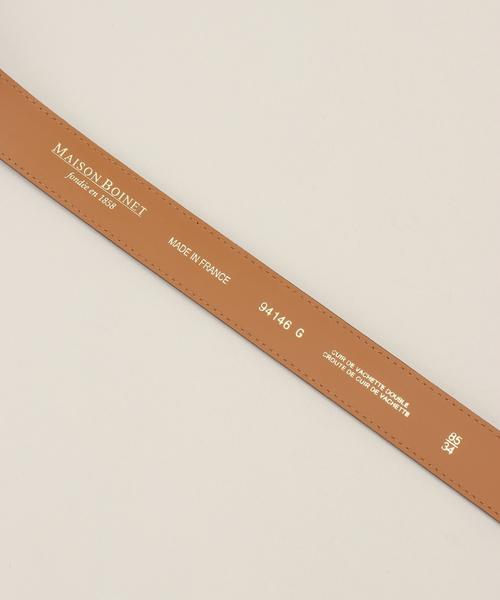 MAISON BOINET
fondée en 1858
MADE IN FRANCE
94146 G
CUIR DE VACHETTE DOUBLE
CROUTE DE CUIR DE VACHETTE
85
34